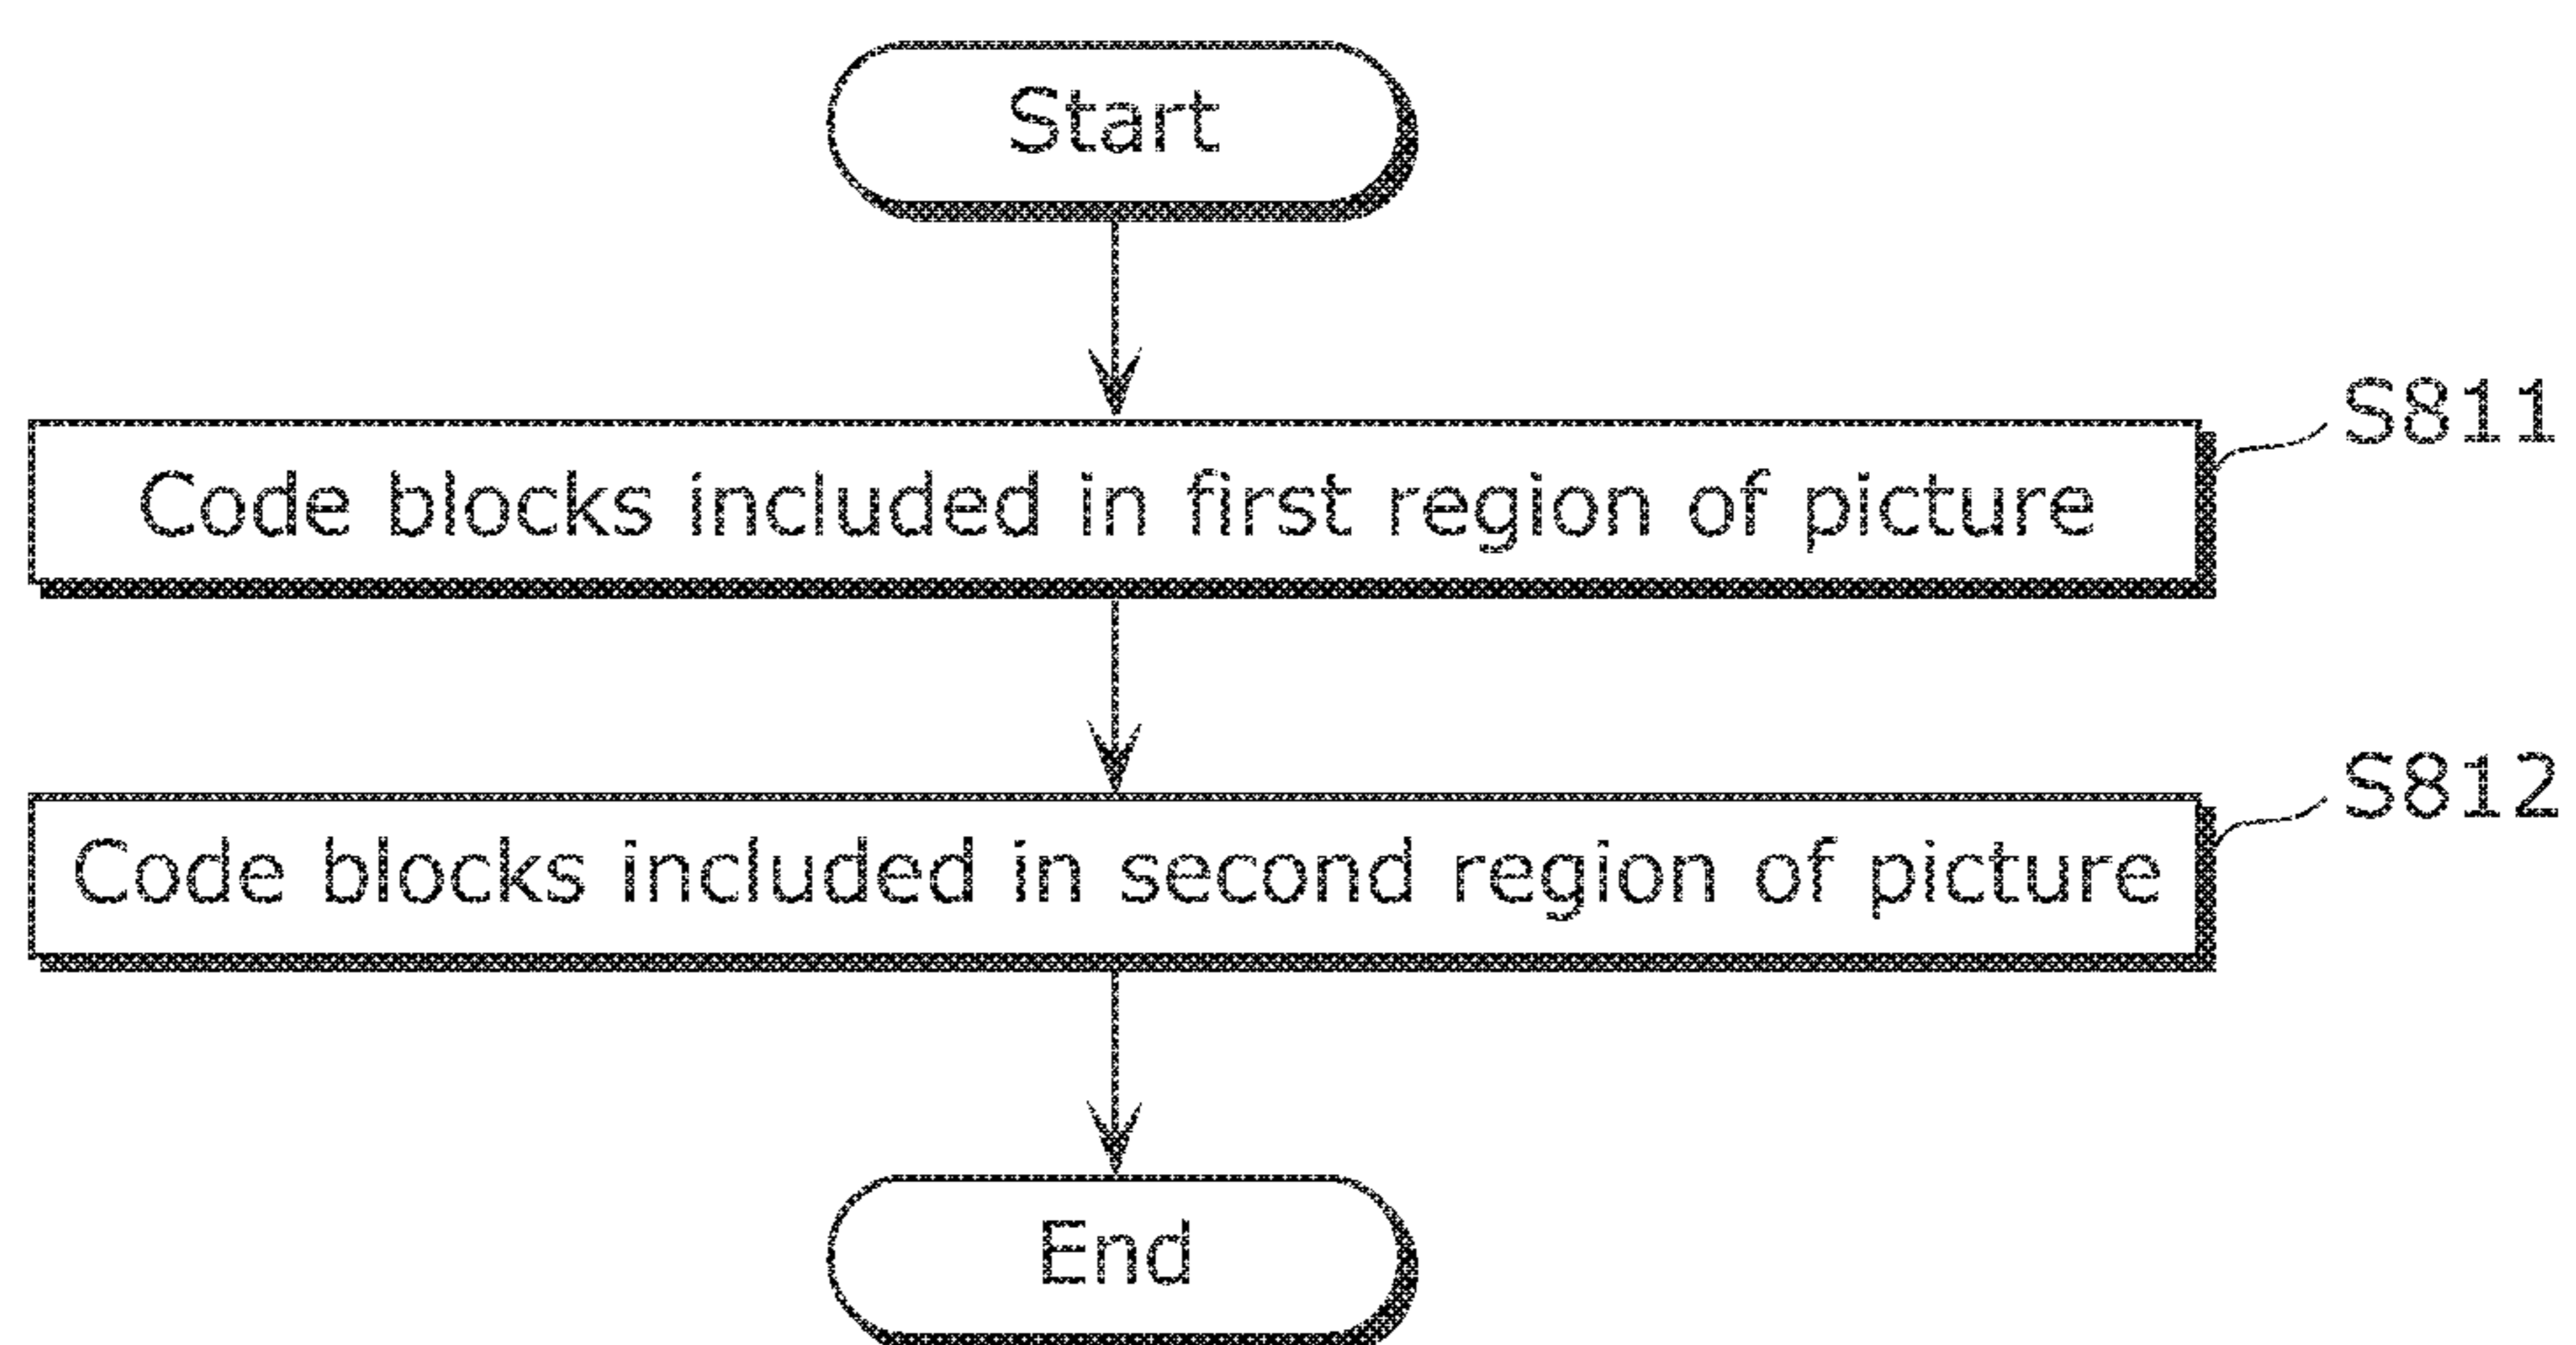 Start
Code blocks included in first region of picture
S811
Code blocks included in second region of picture
S812
End